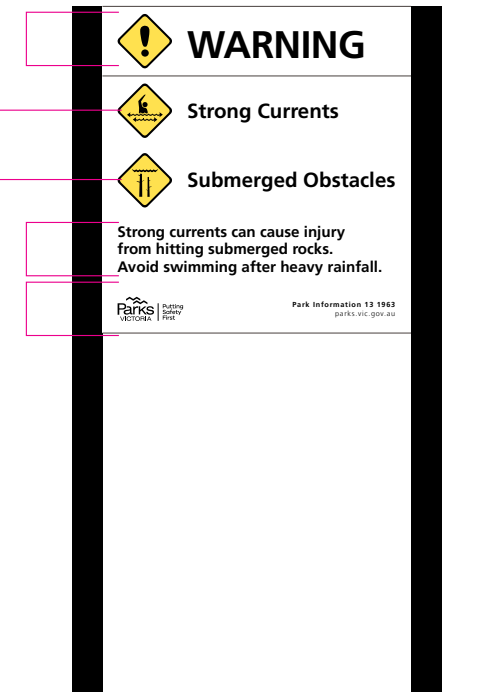 WARNING
Strong Currents
Submerged Obstacles
Strong currents can cause injury
from hitting submerged rocks.
Avoid swimming after heavy rainfall.
Parks
VICTORIA
Putting
Safety
First
Park Information 13 1963
parks.vic.gov.au